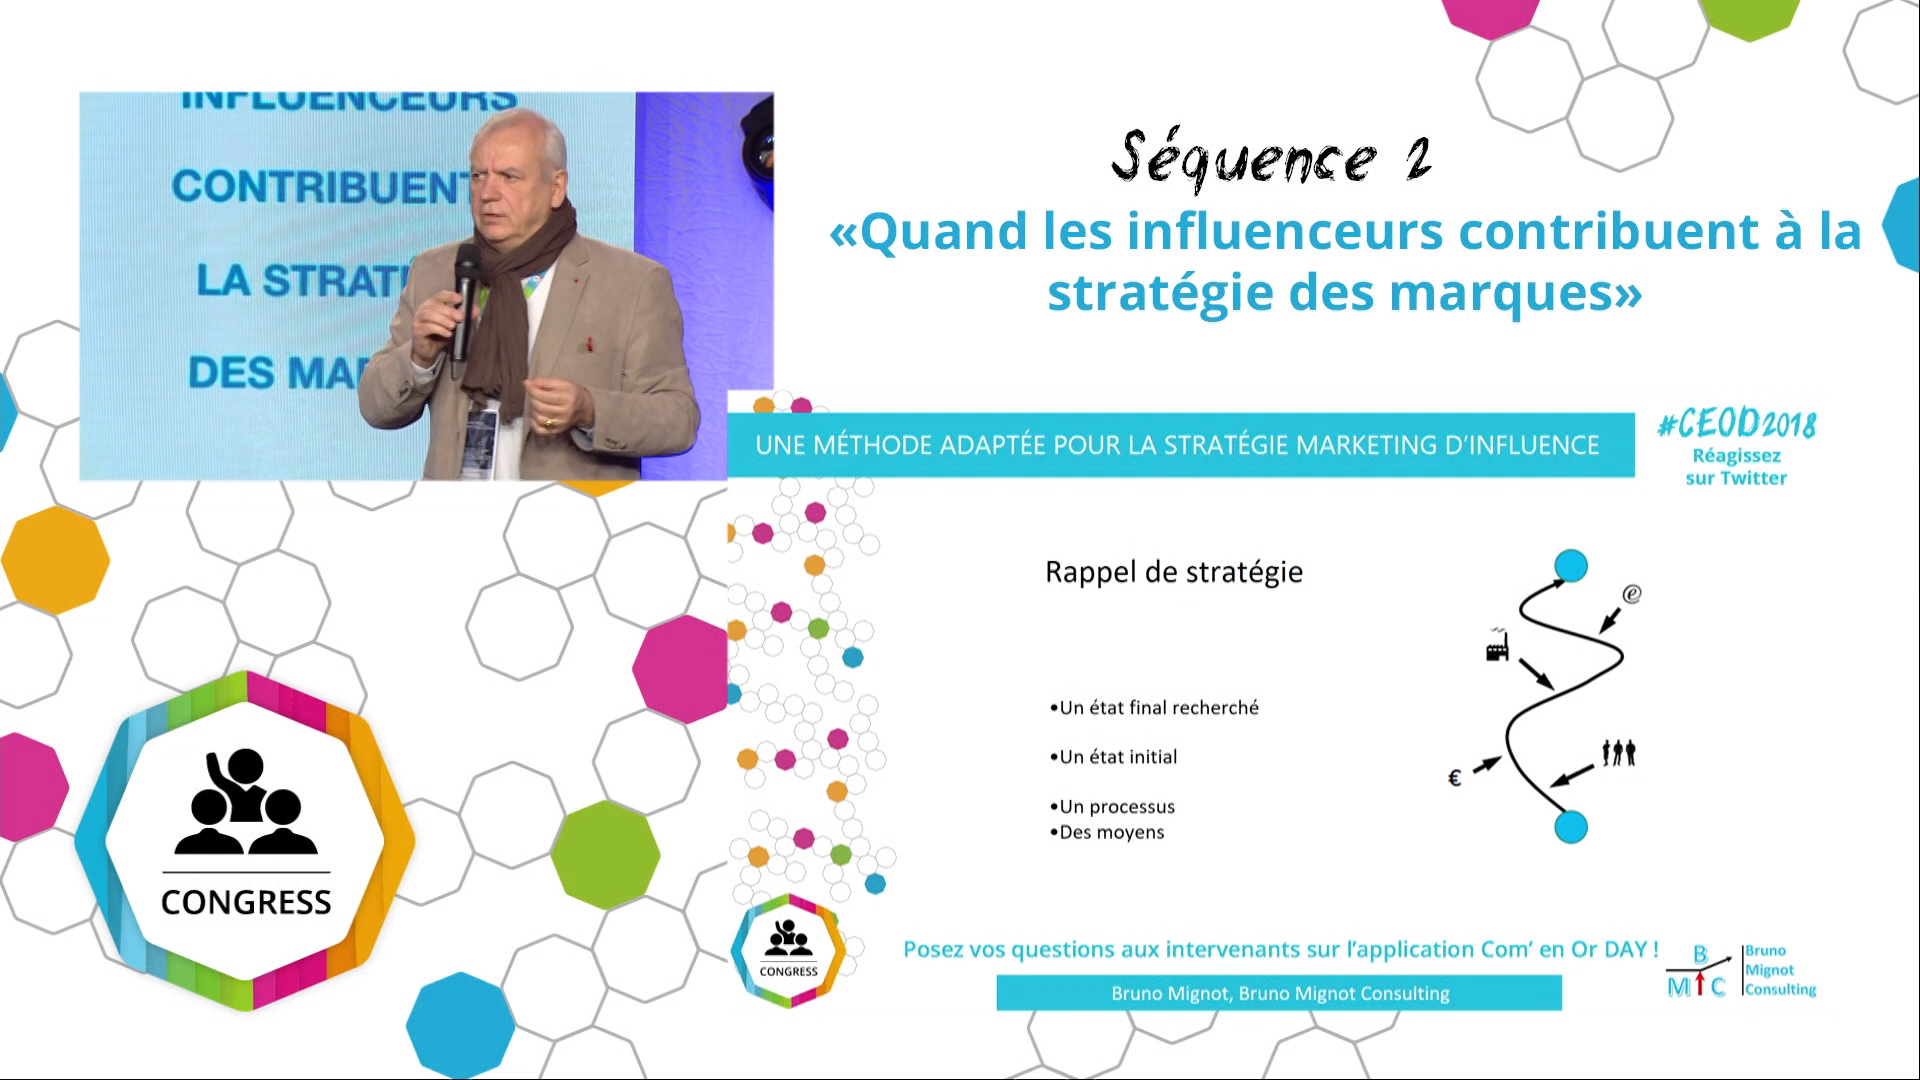 INFLUENCEURS
CONTRIBUENT
LA STRAT
DES MA
Séquence 2
«Quand les influenceurs contribuent à la
stratégie des marques»
UNE MÉTHODE ADAPTÉE POUR LA STRATÉGIE MARKETING D'INFLUENCE
#CEOD2018
Réagissez
sur Twitter
Rappel de stratégie
@
•Un état final recherché
•Un état initial
€
•Un processus
•Des moyens
CONGRESS
CONGRESS
Posez vos questions aux intervenants sur l'application Com' en Or DAY !
Bruno Mignot, Bruno Mignot Consulting
B
M C
Bruno
Mignot
Consulting